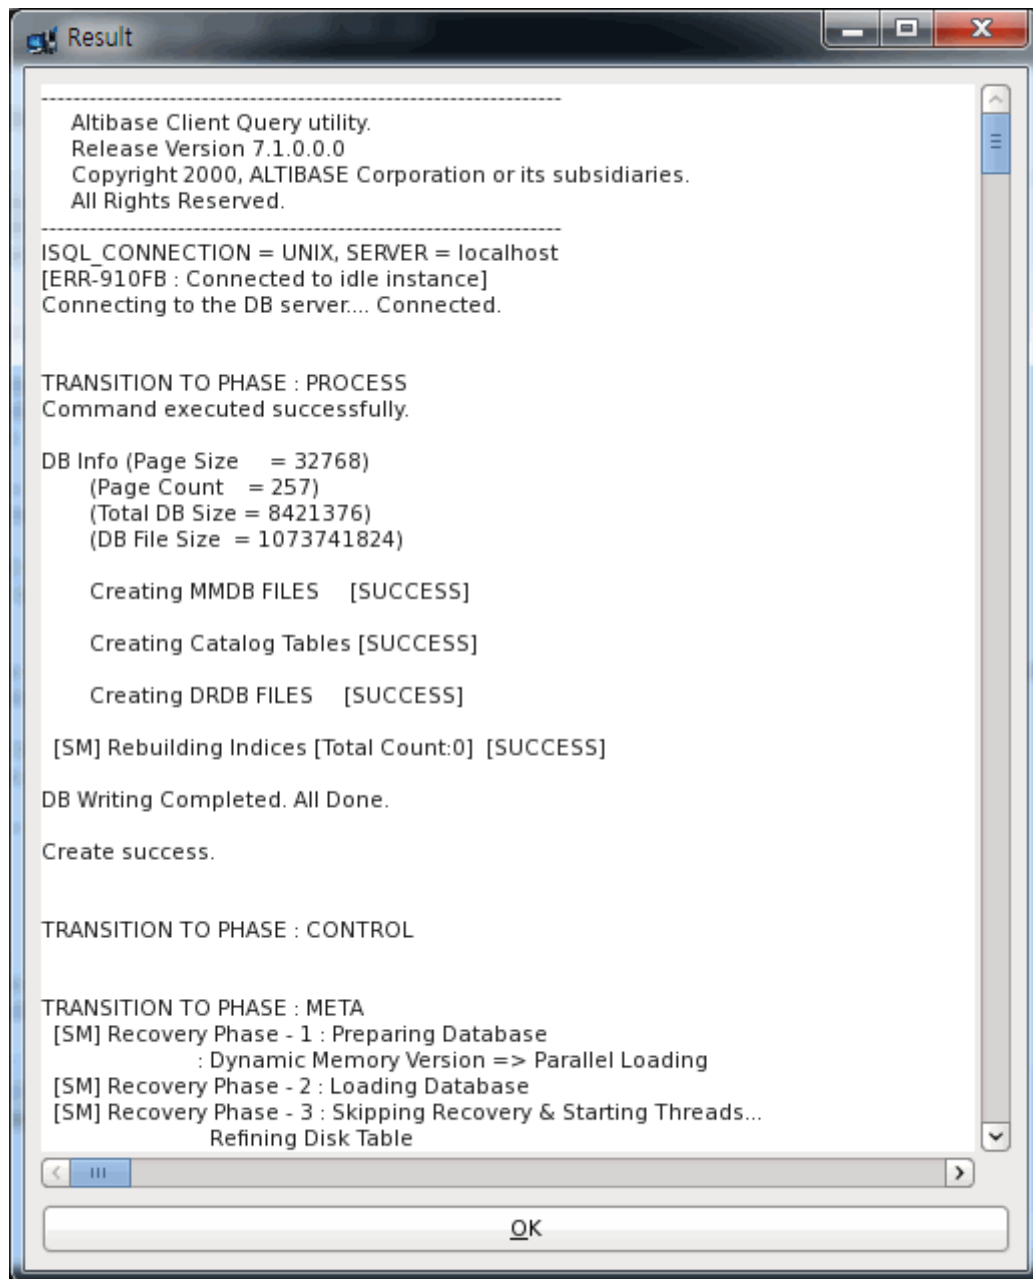 Result
-----------------------------------------------------------------
Altibase Client Query utility.
Release Version 7.1.0.0.0
Copyright 2000, ALTIBASE Corporation or its subsidiaries.
All Rights Reserved.
-----------------------------------------------------------------
ISQL_CONNECTION = UNIX, SERVER = localhost
[ERR-910FB : Connected to idle instance]
Connecting to the DB server.... Connected.
TRANSITION TO PHASE : PROCESS
Command executed successfully.
DB Info (Page Size     = 32768)
(Page Count   = 257)
(Total DB Size = 8421376)
(DB File Size  = 1073741824)
Creating MMDB FILES     [SUCCESS]
Creating Catalog Tables [SUCCESS]
Creating DRDB FILES     [SUCCESS]
[SM] Rebuilding Indices [Total Count:0]  [SUCCESS]
DB Writing Completed. All Done.
Create success.
TRANSITION TO PHASE : CONTROL
TRANSITION TO PHASE : META
[SM] Recovery Phase - 1 : Preparing Database
: Dynamic Memory Version => Parallel Loading
[SM] Recovery Phase - 2 : Loading Database
[SM] Recovery Phase - 3 : Skipping Recovery & Starting Threads...
Refining Disk Table
OK